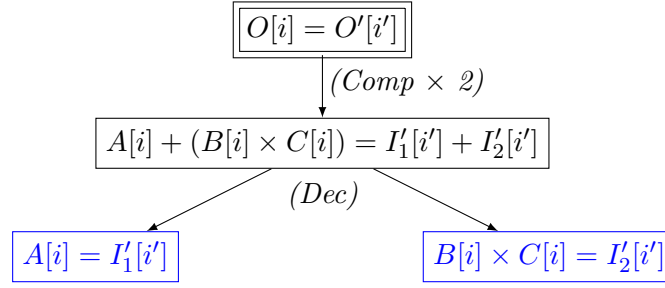 O[i] = O'[i']
(Comp × 2)
A[i] + (B[i] × C[i]) = I'₁[i'] + I'₂[i']
(Dec)
A[i] = I'₁[i']
B[i] × C[i] = I'₂[i']